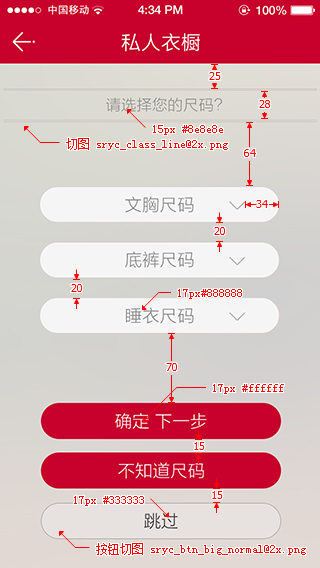 中国移动 4:34 PM 100%
私人衣橱
25
请选择您的尺码?
28
15px #8e8e8e
切图 sryc_class_line@2x.png
64
文胸尺码
34
20
底裤尺码
20
17px#888888
睡衣尺码
70
17px #ffffff
确定 下一步
15
不知道尺码
15
17px #333333
跳过
按钮切图 sryc_btn_big_normal@2x.png